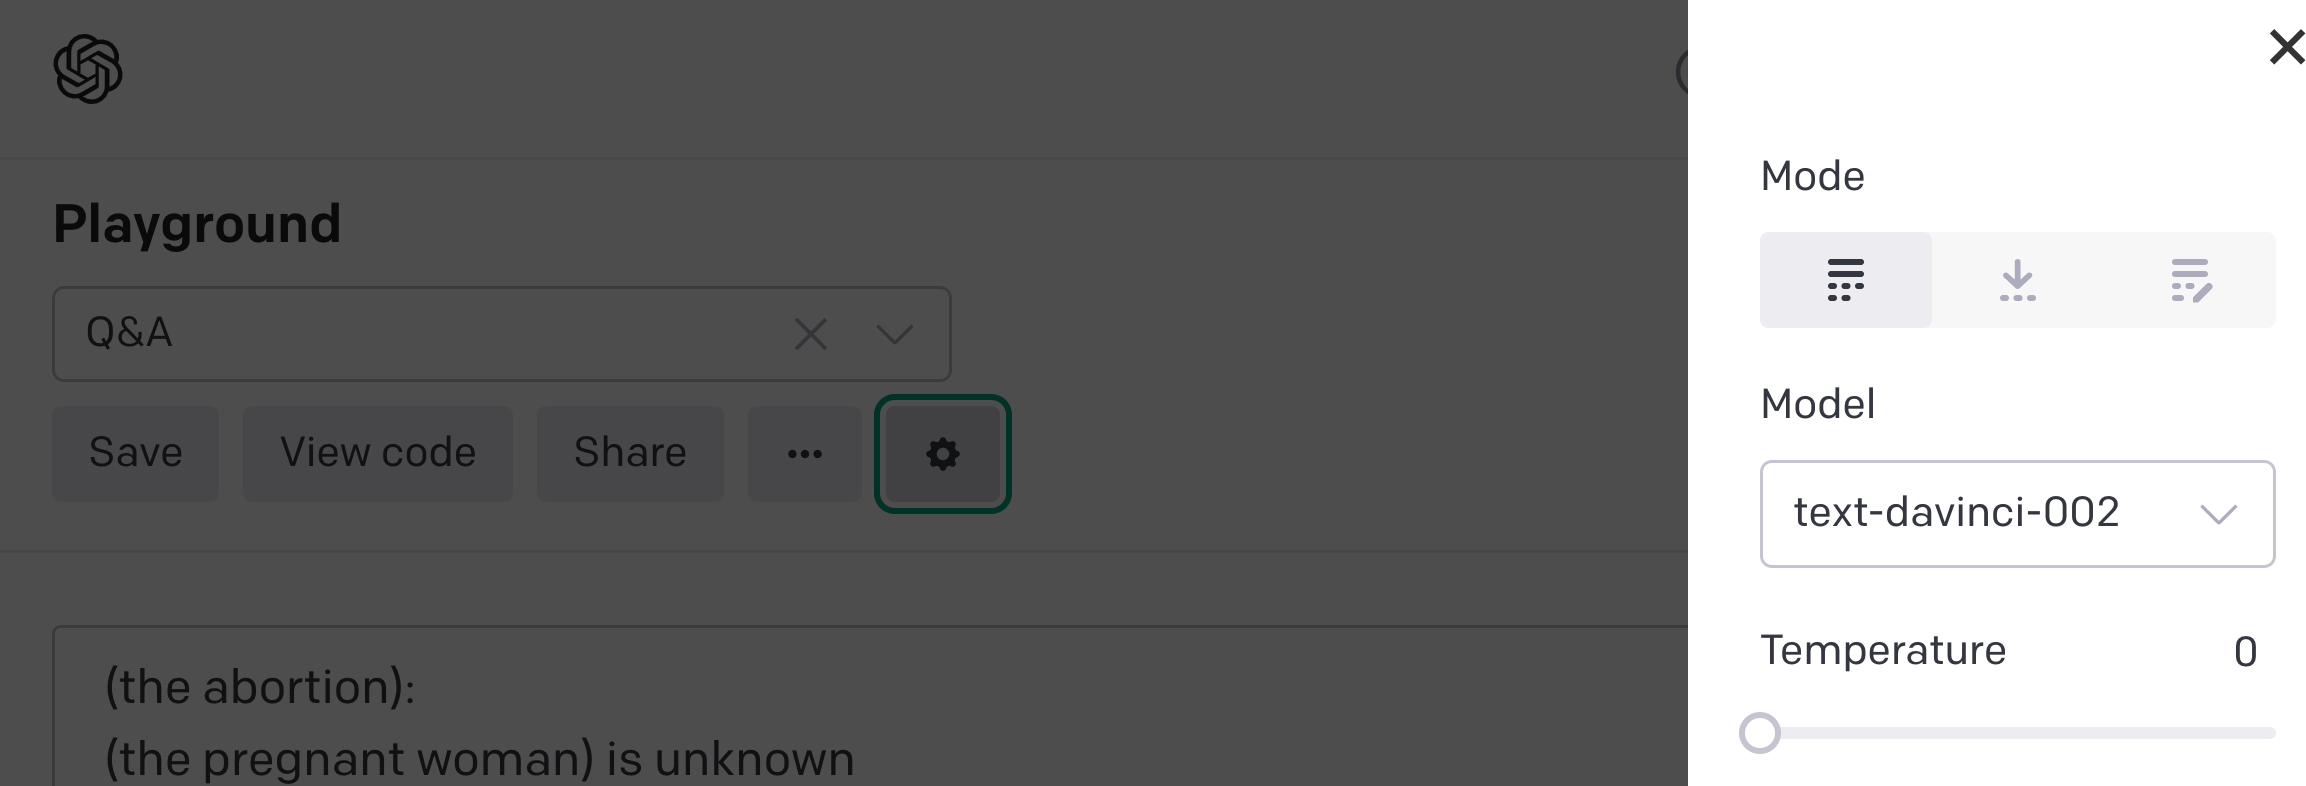 Playground
Q&A
Save
View code
Share
(the abortion):
(the pregnant woman) is unknown
Mode
Model
text-davinci-002
Temperature 0